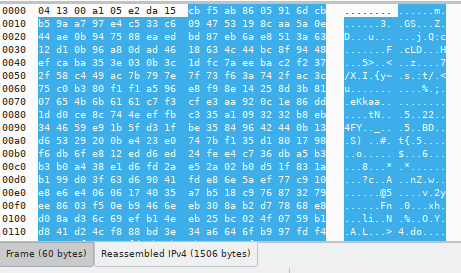 0000 04 13 00 a1 05 e2 da 15 cb f5 ab 86 05 91 6d cb ........ ......m.
0010 b5 9a a7 97 e4 c5 33 c6 09 47 53 19 8c aa 5a 0e ......3. .GS...Z.
0020 44 ae 0b 94 75 88 ea ed bd 87 eb 6a e8 51 3a 63 D...u... ...j.Q:c
0030 12 d1 0b 96 a8 0d ad 46 18 63 4c 44 bc 8f 94 48 .......F .cLD...H
0040 ef ca ba 35 3e 03 0b 3c 1d fc 7a ee ba c2 f2 37 ...5>..< ..z....7
0050 2f 58 c4 49 ac 7b 79 7e 7f 73 f6 3a 74 2f ac 3c /X.I.{y~ .s.:t/.<
0060 75 c0 b3 80 f1 f1 a5 96 e8 f9 8e 14 25 8d 3b 81 u....... ....%.;.
0070 07 65 4b 6b 61 61 c7 f3 cf e3 aa 92 0c 1e 86 dd .eKkaa.. ........
0080 1d d0 ce 8c 74 4e ef fb c3 35 a1 09 32 32 b8 eb ....tN.. .5..22..
0090 34 46 59 e9 1b 5f d3 1f be 35 84 96 42 44 0b 13 4FY.._.. .5..BD..
00a0 d6 53 29 20 0b e4 23 e0 74 7b f1 35 d1 80 17 98 .S) ..#. t{.5....
00b0 f6 db 6f e8 12 ed d6 ed 24 fe e4 c7 36 db a5 b3 ..o..... $...6...
00c0 b3 b0 a4 38 e1 d6 fd 2a e5 2a 02 b0 d5 1f 83 1a ...8...* .*......
00d0 b1 99 d0 3f 63 d6 90 41 fd e8 6e 5a ef 77 c9 10 ...?c..A ..nZ.w..
00e0 e8 e6 e4 06 06 17 40 35 a7 b5 18 c9 76 87 32 79 ......@5 ....v.2y
00f0 ee 86 03 f5 0e b9 46 6e eb 30 8a b2 d7 78 68 e8 ......Fn .0...xh.
0100 0d 8a d3 6c 69 ef b1 4e eb 25 bc 02 4f 07 59 b1 ...li..N .%..O.Y.
0110 d8 41 d2 4c f8 88 bd 3e 34 a6 64 6f b9 97 fd f4 .A.L...> 4.do....
Frame (60 bytes) Reassembled IPv4 (1506 bytes)